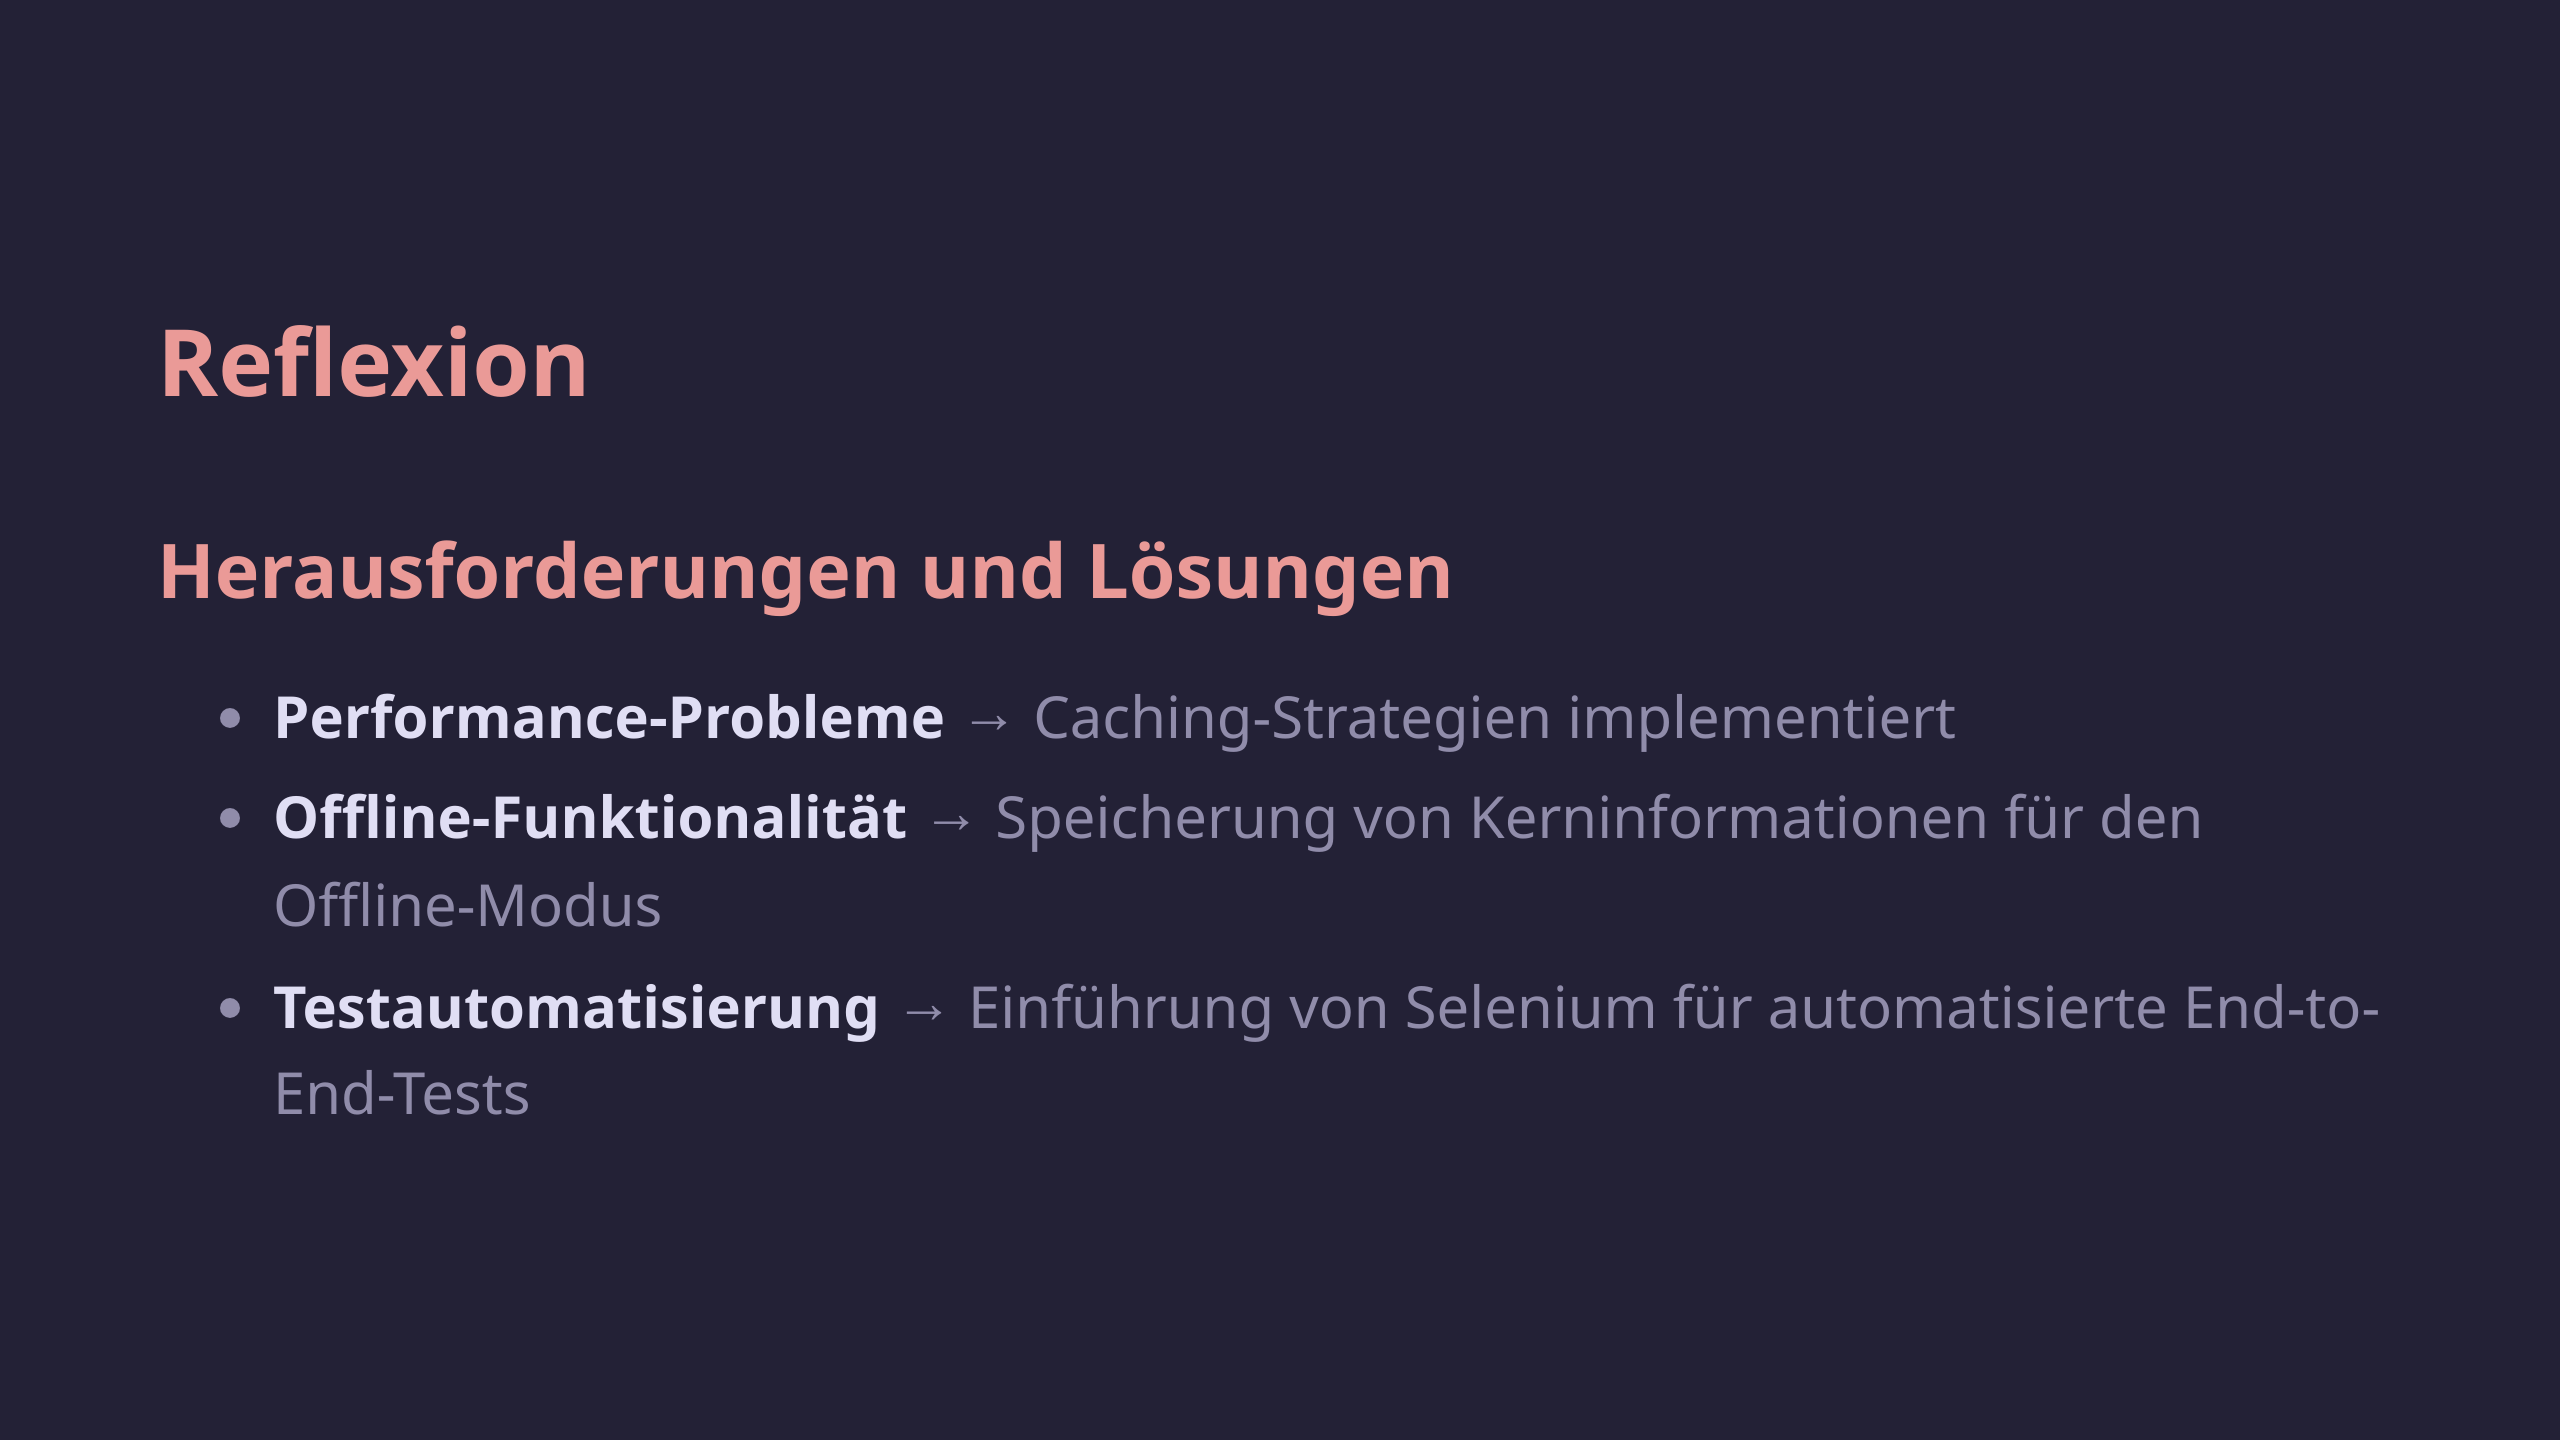 Reflexion
Herausforderungen und Lösungen
Performance-Probleme → Caching-Strategien implementiert
Offline-Funktionalität → Speicherung von Kerninformationen für den
Offline-Modus
Testautomatisierung → Einführung von Selenium für automatisierte End-to-
End-Tests